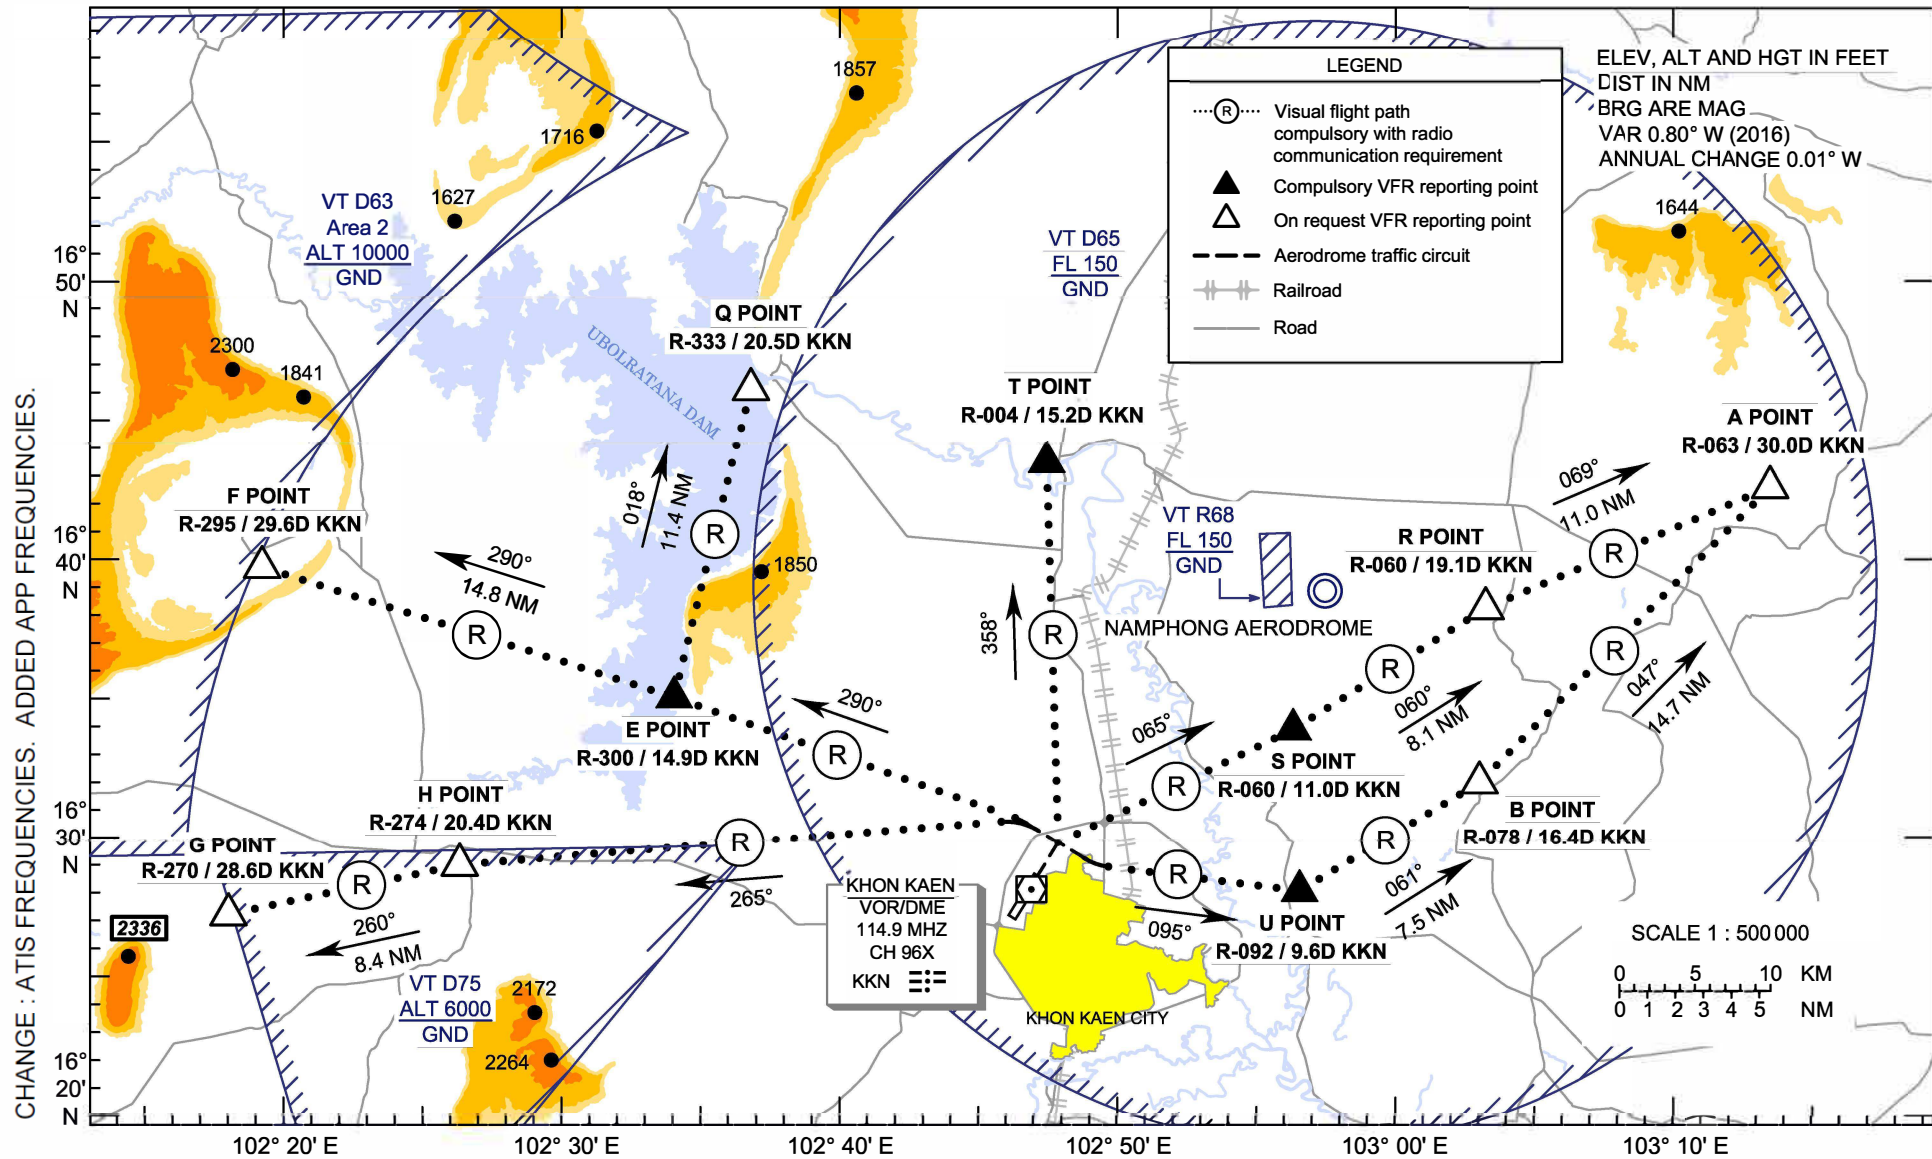 CHANGE : ATIS FREQUENCIES. ADDED APP FREQUENCIES.
ELEV, ALT AND HGT IN FEET
DIST IN NM
BRG ARE MAG
VAR 0.80° W (2016)
ANNUAL CHANGE 0.01° W
LEGEND
R
Visual flight path
compulsory with radio
communication requirement
Compulsory VFR reporting point
On request VFR reporting point
Aerodrome traffic circuit
Railroad
Road
1857
1716
1627
1644
VT D63
Area 2
ALT 10000
GND
VT D65
FL 150
GND
16°
50'
N
Q POINT
R-333 / 20.5D KKN
UBOLRATANA DAM
2300
1841
T POINT
R-004 / 15.2D KKN
A POINT
R-063 / 30.0D KKN
F POINT
R-295 / 29.6D KKN
018°
11.4 NM
R
069°
11.0 NM
VT R68
FL 150
GND
R POINT
R-060 / 19.1D KKN
16°
40'
N
290°
14.8 NM
R
1850
R
358°
R
NAMPHONG AERODROME
R
R
047°
14.7 NM
E POINT
R-300 / 14.9D KKN
290°
R
065°
R
060°
8.1 NM
S POINT
R-060 / 11.0D KKN
B POINT
R-078 / 16.4D KKN
16°
30'
N
H POINT
R-274 / 20.4D KKN
G POINT
R-270 / 28.6D KKN
R
R
R
R
265°
260°
8.4 NM
095°
061°
7.5 NM
U POINT
R-092 / 9.6D KKN
KHON KAEN
VOR/DME
114.9 MHZ
CH 96X
KKN
2336
VT D75
ALT 6000
GND
2172
2264
KHON KAEN CITY
SCALE 1 : 500 000
0 5 10 KM
0 1 2 3 4 5 NM
16°
20'
N
102° 20' E
102° 30' E
102° 40' E
102° 50' E
103° 00' E
103° 10' E